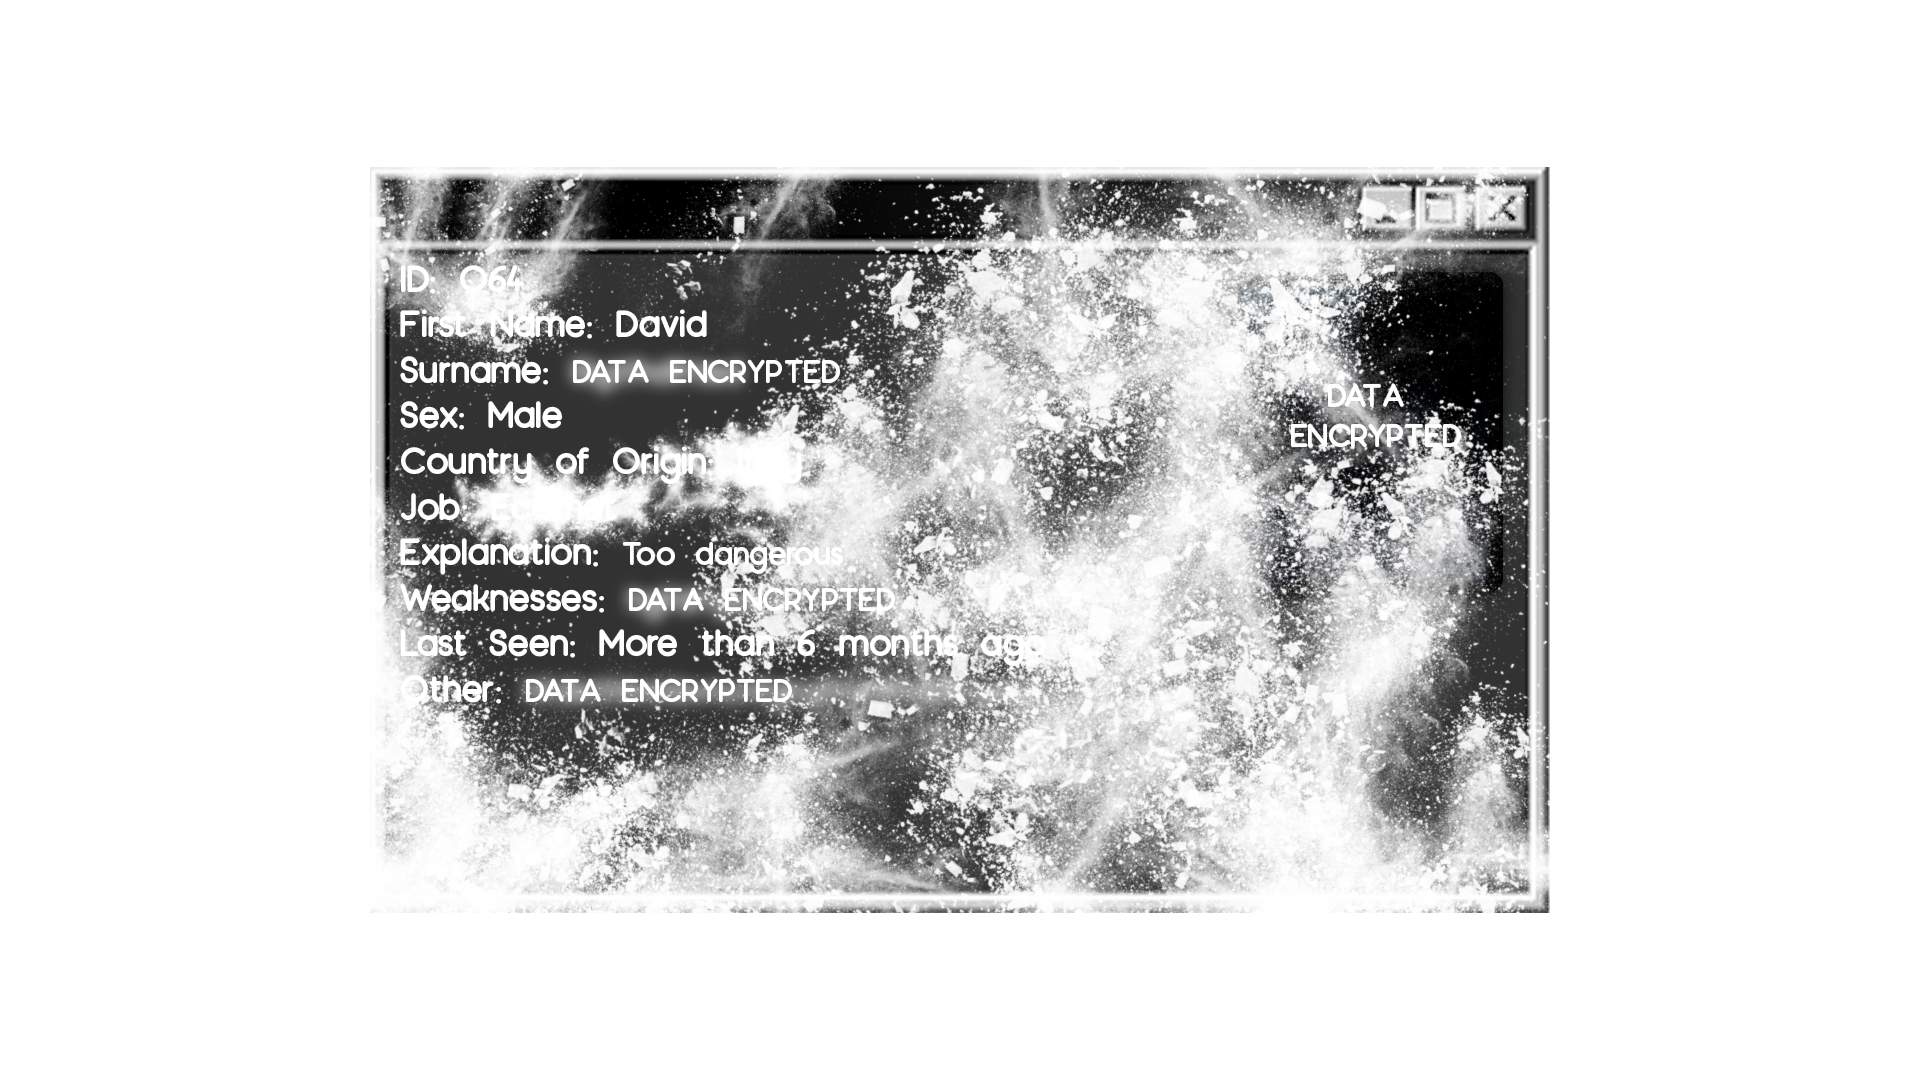 ID: 064
First Name: David
Surname: DATA ENCRYPTED
Sex: Male
Country of Origin:
Job:
Explanation: Too dangerous
Weaknesses: DATA ENCRYPTED
Last Seen: More than 6 months ago
Other: DATA ENCRYPTED
DATA
ENCRYPTED